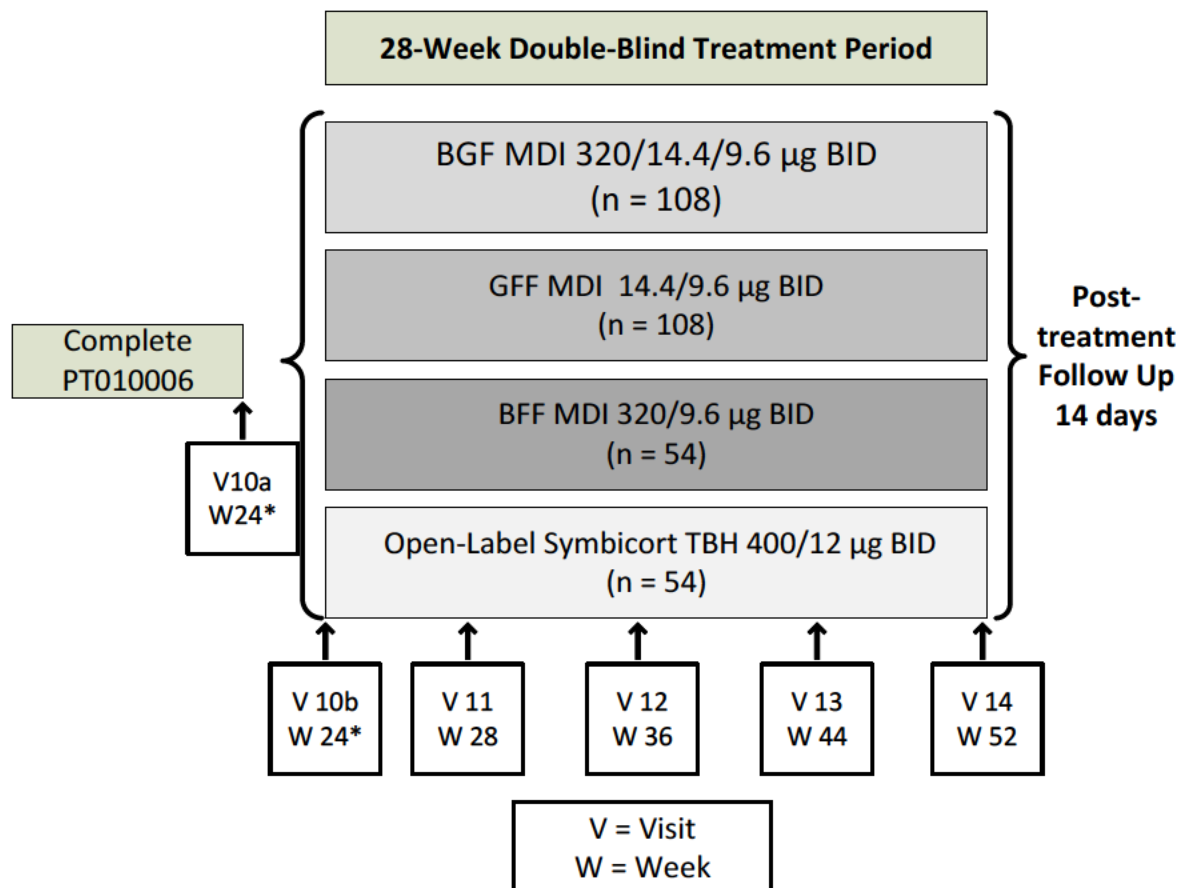 28-Week Double-Blind Treatment Period
BGF MDI 320/14.4/9.6 µg BID
(n = 108)
GFF MDI  14.4/9.6 µg BID
(n = 108)
BFF MDI 320/9.6 µg BID
(n = 54)
Open-Label Symbicort TBH 400/12 µg BID
(n = 54)
Complete
PT010006
Post-
treatment
Follow Up
14 days
V10a
W24*
V 10b
W 24*
V 11
W 28
V 12
W 36
V 13
W 44
V 14
W 52
V = Visit
W = Week